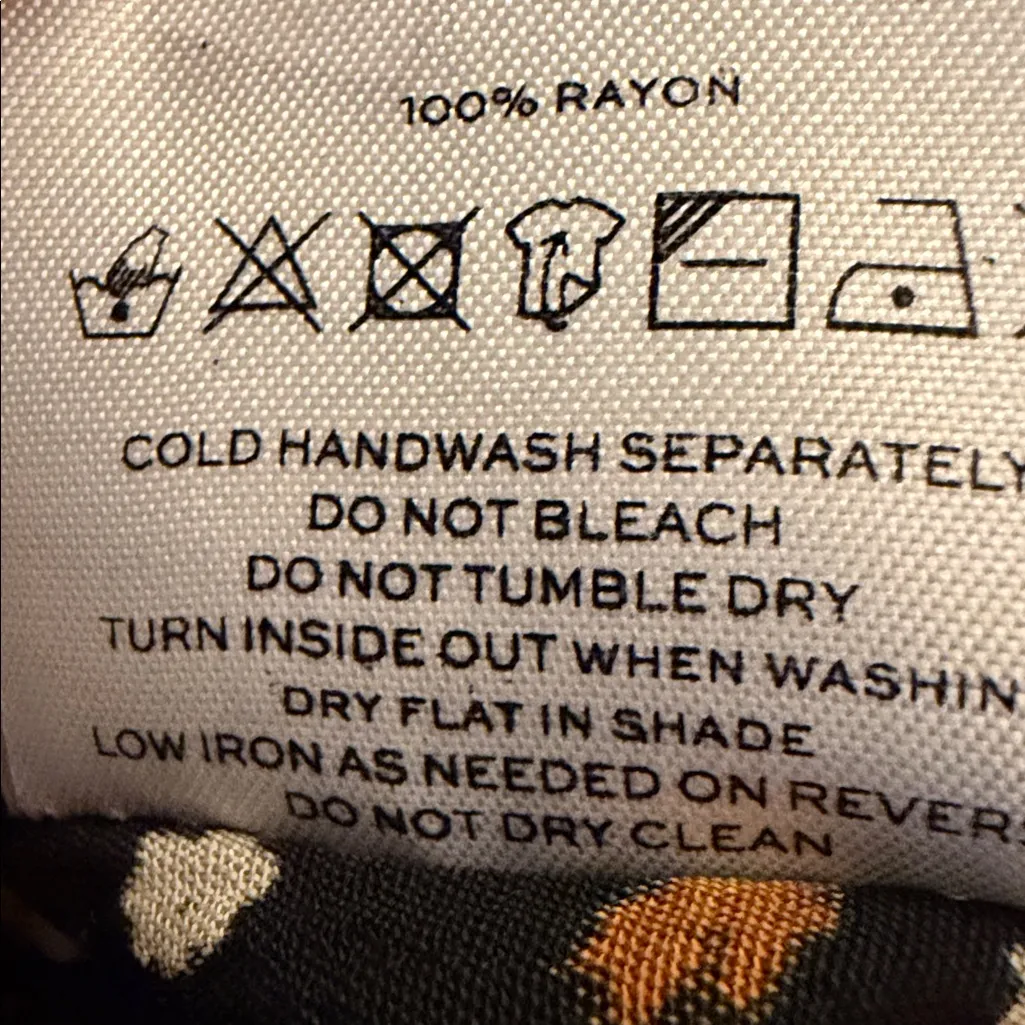 100% RAYON
COLD HANDWASH SEPARATELY
DO NOT BLEACH
DO NOT TUMBLE DRY
TURN INSIDE OUT WHEN WASHIN
DRY FLAT IN SHADE
LOW IRON AS NEEDED ON REVERS
DO NOT DRY CLEAN